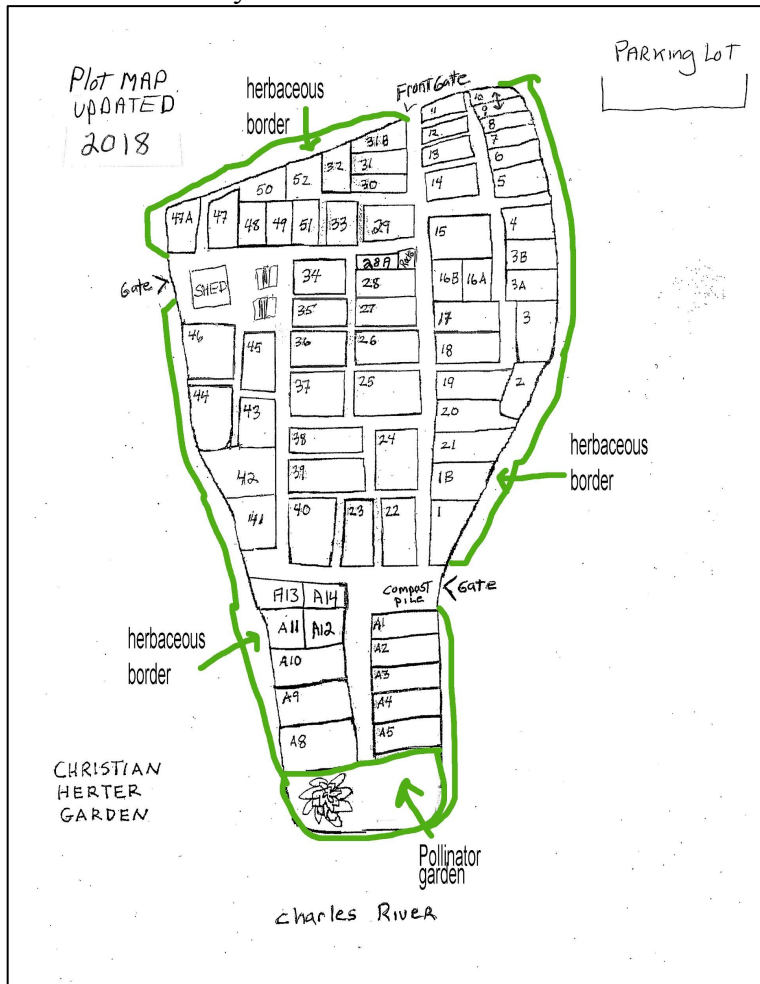 Plot MAP
UPDATED
2018
herbaceous
border
Front Gate
PARKING LOT
11
12
13
14
10
9
8
7
6
5
31B
31
30
32
52
50
47A
47
48
49
51
33
29
15
4
3B
3A
3
16B
16A
17
18
19
2
20
21
1B
1
Gate
SHED
34
28A
28
35
27
36
26
37
25
46
45
44
43
38
24
39
42
41
40
23
22
herbaceous
border
A13
A14
compost
pile
Gate
A11
A12
A10
A9
A8
A1
A2
A3
A4
A5
herbaceous
border
CHRISTIAN
HERTER
GARDEN
Pollinator
garden
Charles River